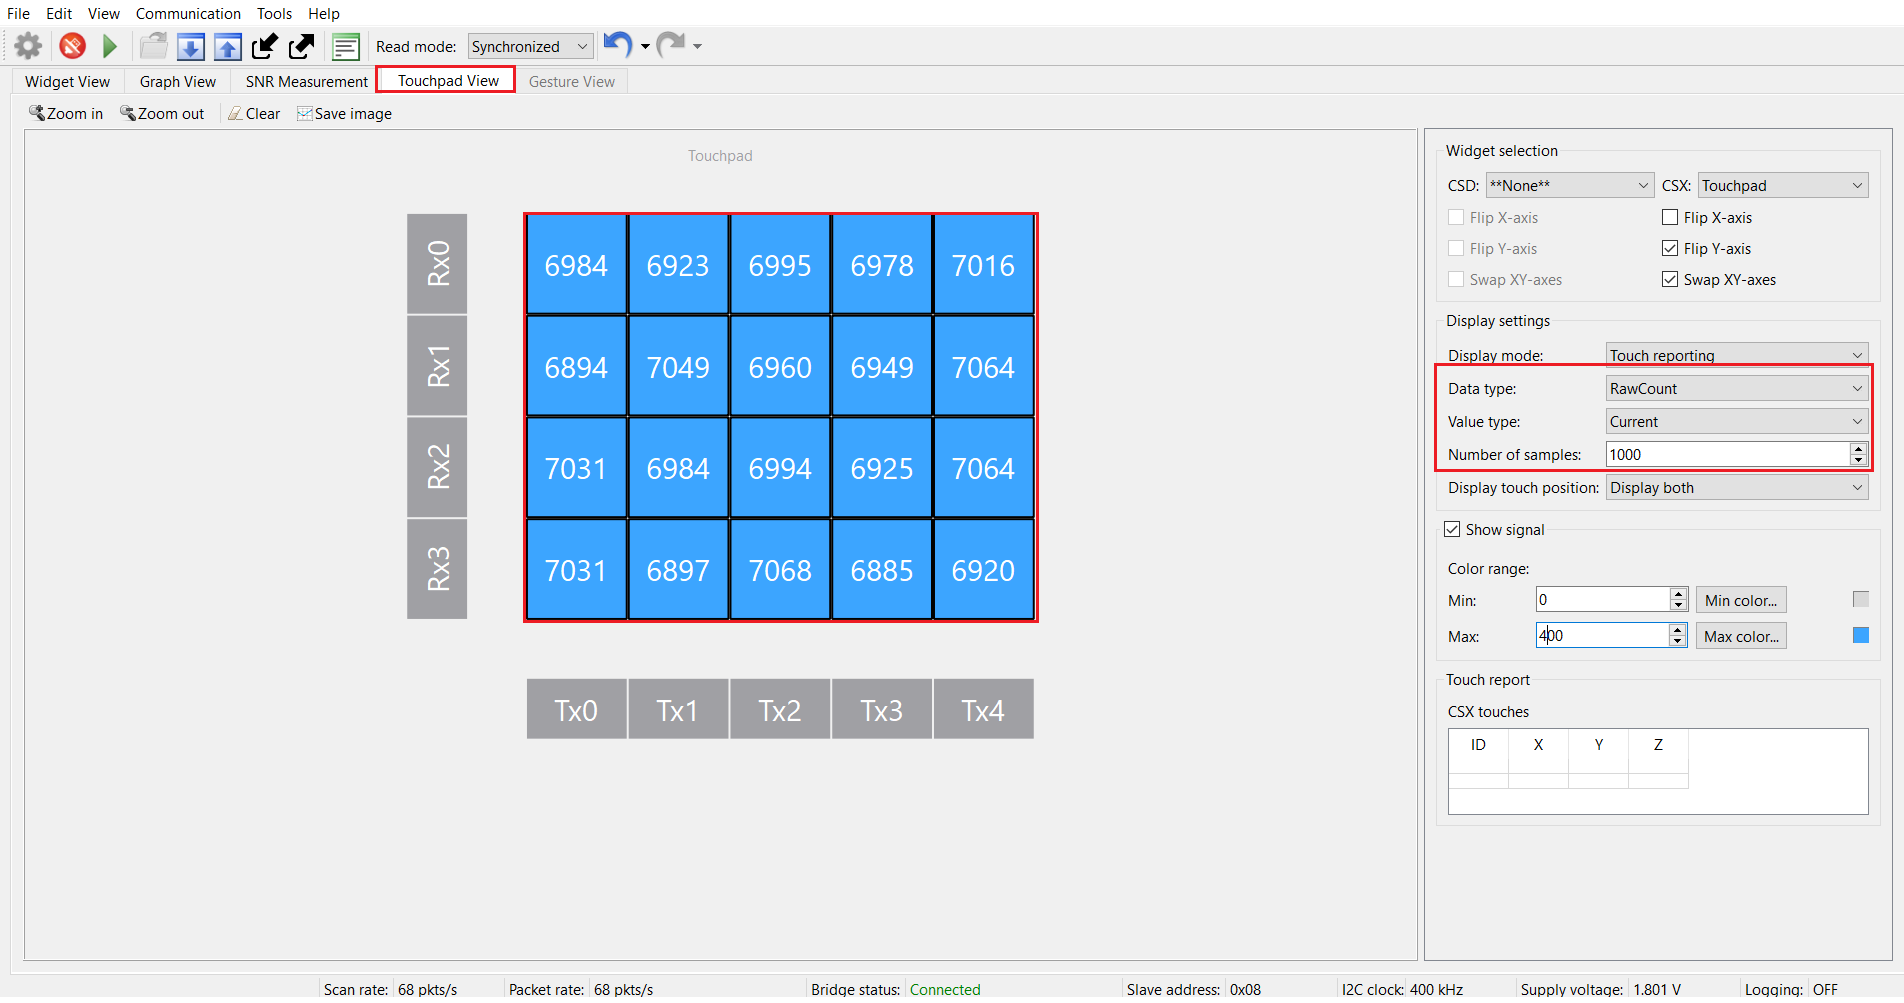 File Edit View Communication Tools Help
Read mode: Synchronized
Widget View Graph View SNR Measurement Touchpad View Gesture View
Zoom in Zoom out Clear Save image
Touchpad
Rx0 6984 6923 6995 6978 7016
Rx1 6894 7049 6960 6949 7064
Rx2 7031 6984 6994 6925 7064
Rx3 7031 6897 7068 6885 6920
Tx0 Tx1 Tx2 Tx3 Tx4
Widget selection
CSD: **None** CSX: Touchpad
Flip X-axis Flip X-axis
Flip Y-axis Flip Y-axis
Swap XY-axes Swap XY-axes
Display settings
Display mode: Touch reporting
Data type: RawCount
Value type: Current
Number of samples: 1000
Display touch position: Display both
Show signal
Color range:
Min: 0 Min color...
Max: 400 Max color...
Touch report
CSX touches
ID X Y Z
Scan rate: 68 pkts/s Packet rate: 68 pkts/s Bridge status: Connected Slave address: 0x08 I2C clock: 400 kHz Supply voltage: 1.801 V Logging: OFF